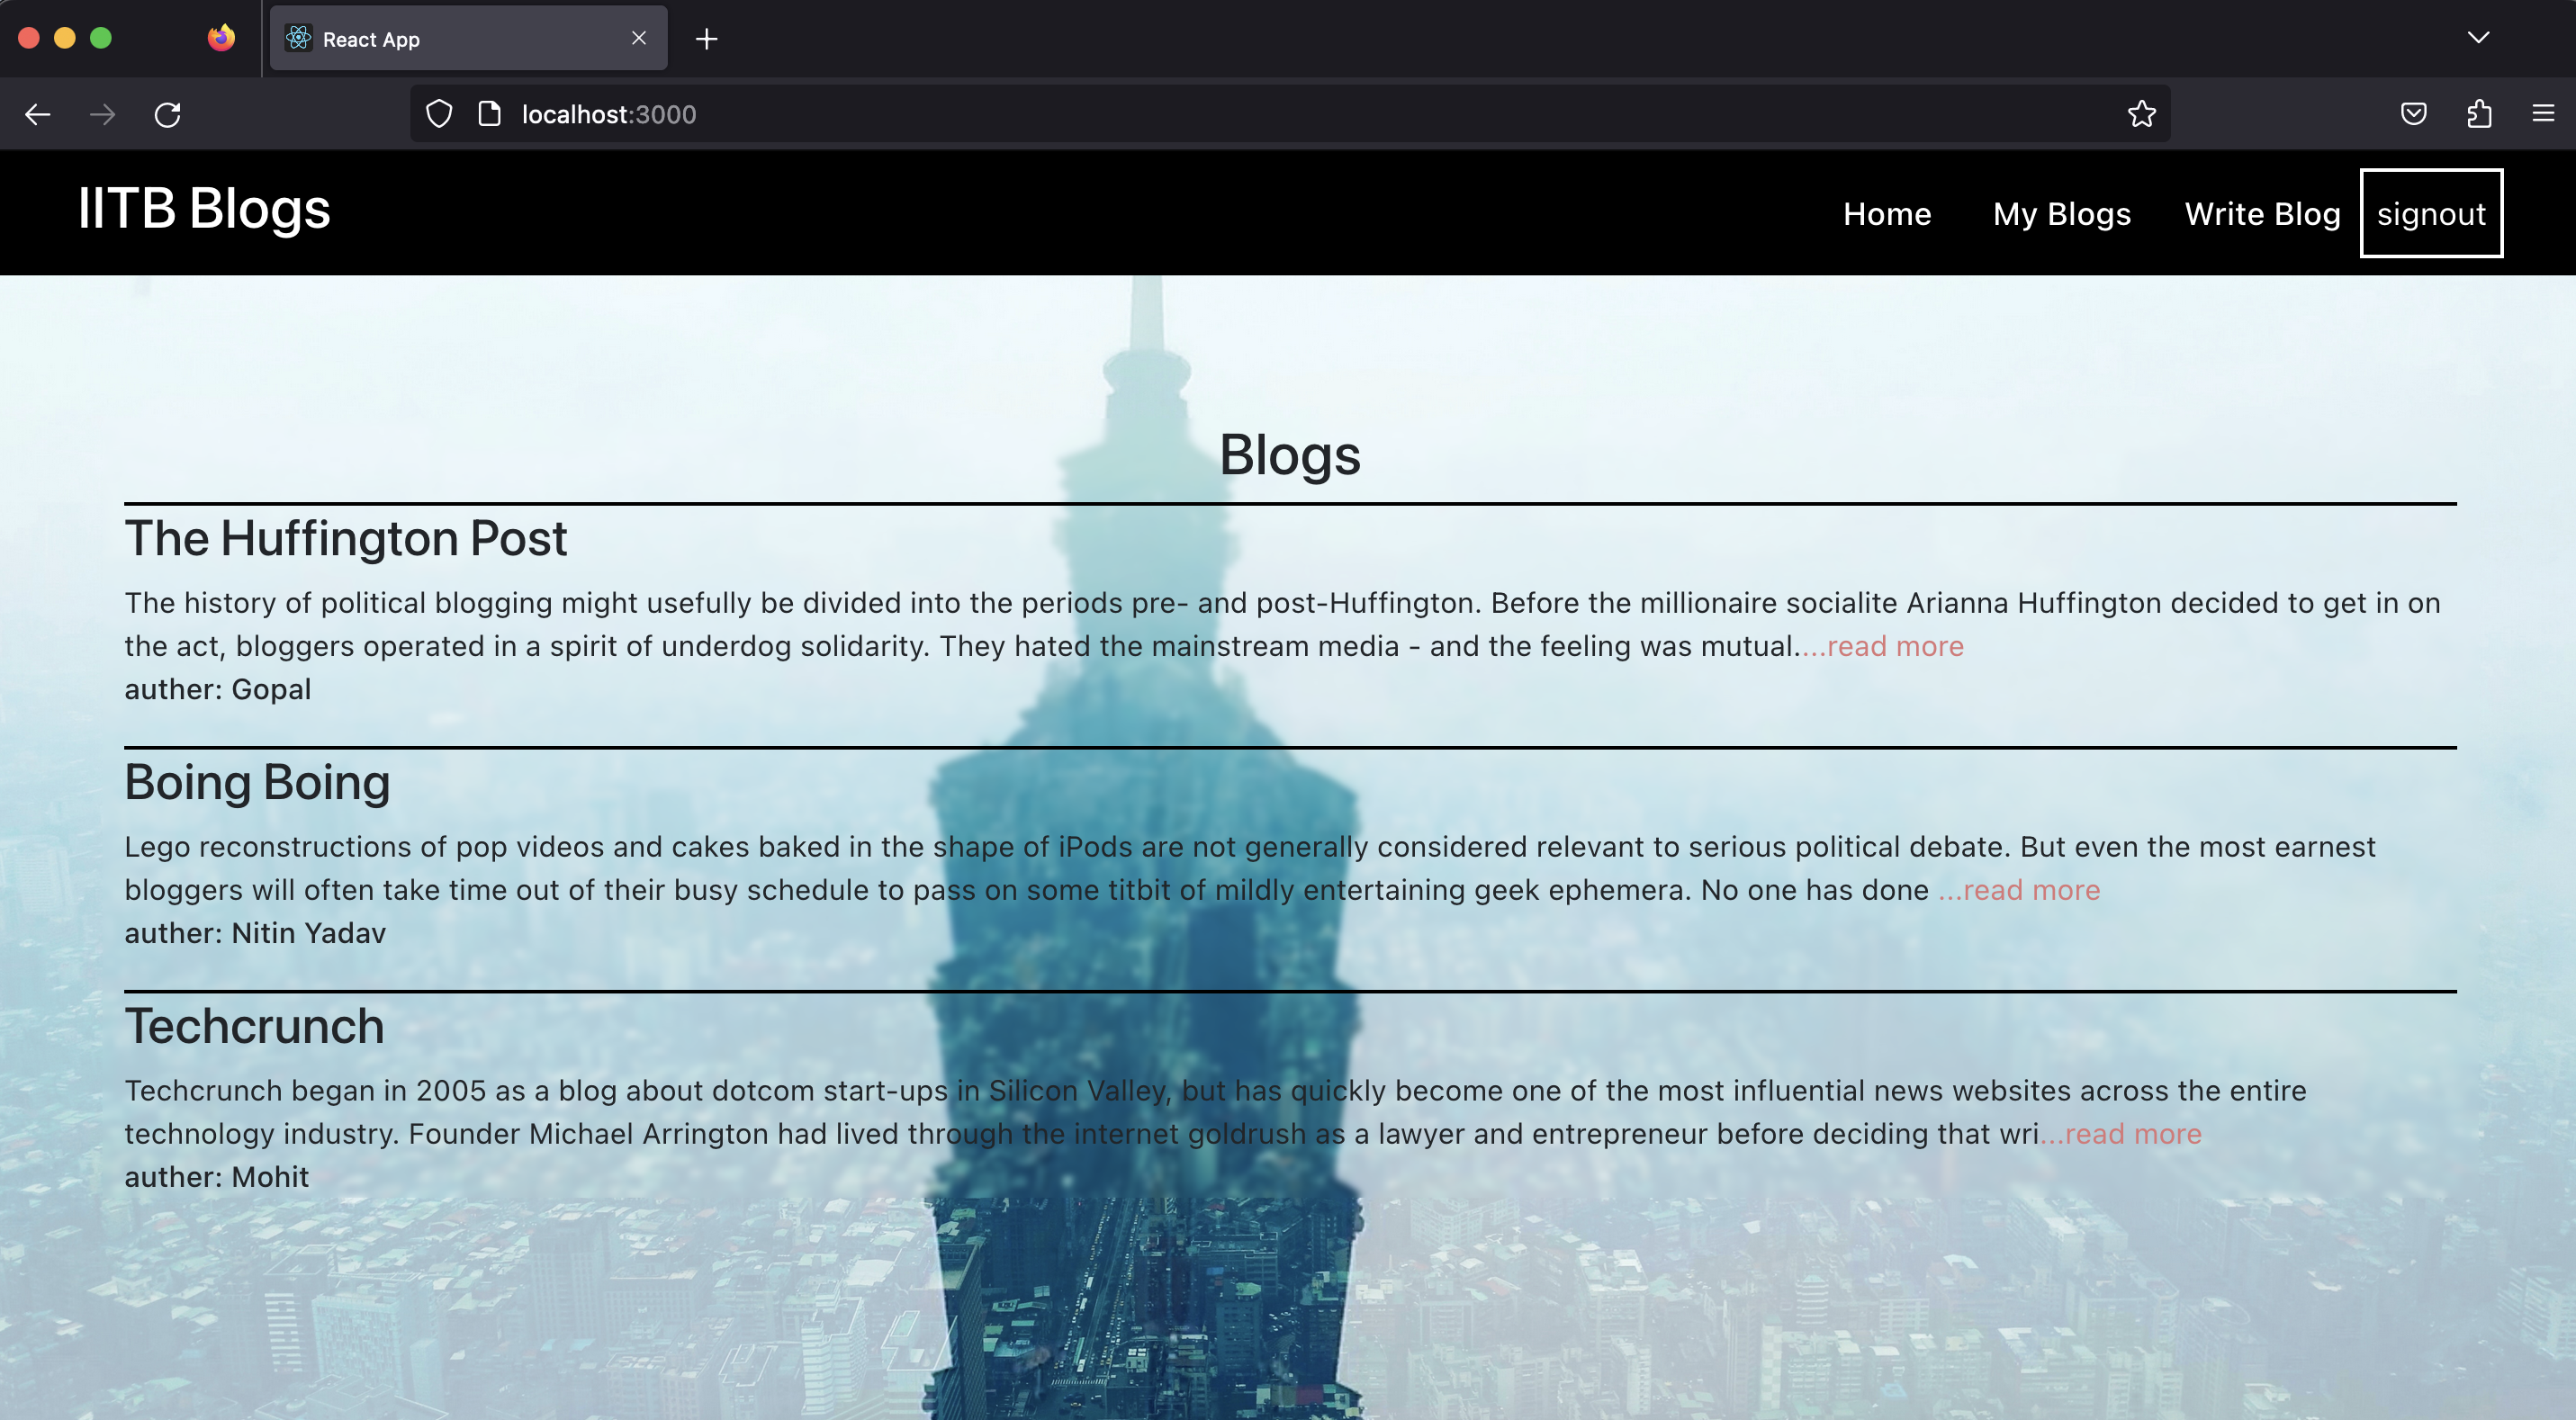 React App
localhost:3000
IITB Blogs
Home My Blogs Write Blog signout
Blogs
The Huffington Post
The history of political blogging might usefully be divided into the periods pre- and post-Huffington. Before the millionaire socialite Arianna Huffington decided to get in on
the act, bloggers operated in a spirit of underdog solidarity. They hated the mainstream media - and the feeling was mutual....read more
auther: Gopal
Boing Boing
Lego reconstructions of pop videos and cakes baked in the shape of iPods are not generally considered relevant to serious political debate. But even the most earnest
bloggers will often take time out of their busy schedule to pass on some titbit of mildly entertaining geek ephemera. No one has done ...read more
auther: Nitin Yadav
Techcrunch
Techcrunch began in 2005 as a blog about dotcom start-ups in Silicon Valley, but has quickly become one of the most influential news websites across the entire
technology industry. Founder Michael Arrington had lived through the internet goldrush as a lawyer and entrepreneur before deciding that wri...read more
auther: Mohit